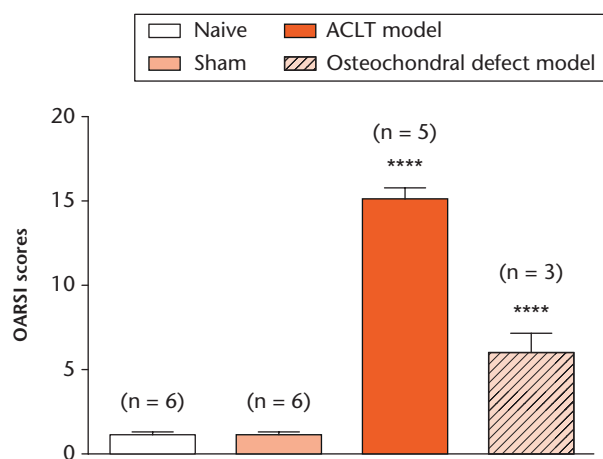 Naive
ACLT model
Sham
Osteochondral defect model
OARSI scores
20
15
10
5
0
(n = 6)
(n = 6)
(n = 5)
****
(n = 3)
****